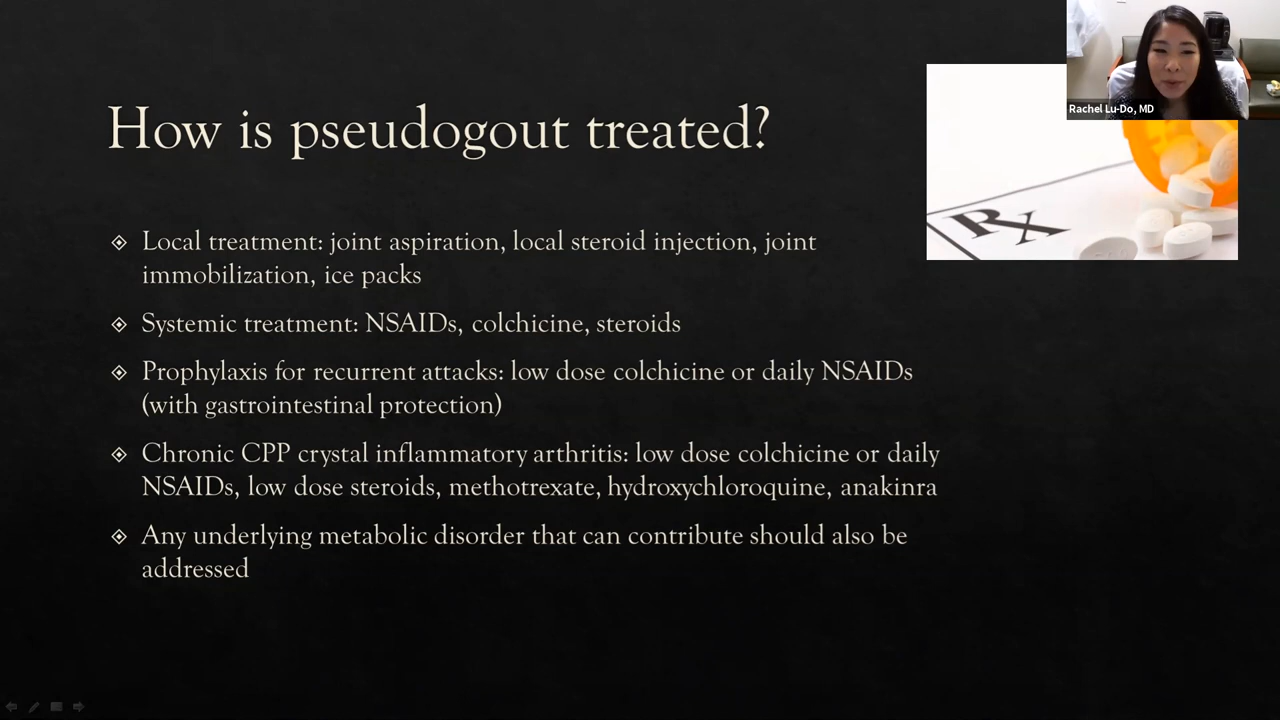 How is pseudogout treated?
Rachel Lu-Do, MD
Rx
Local treatment: joint aspiration, local steroid injection, joint
immobilization, ice packs
Systemic treatment: NSAIDs, colchicine, steroids
Prophylaxis for recurrent attacks: low dose colchicine or daily NSAIDs
(with gastrointestinal protection)
Chronic CPP crystal inflammatory arthritis: low dose colchicine or daily
NSAIDs, low dose steroids, methotrexate, hydroxychloroquine, anakinra
Any underlying metabolic disorder that can contribute should also be
addressed